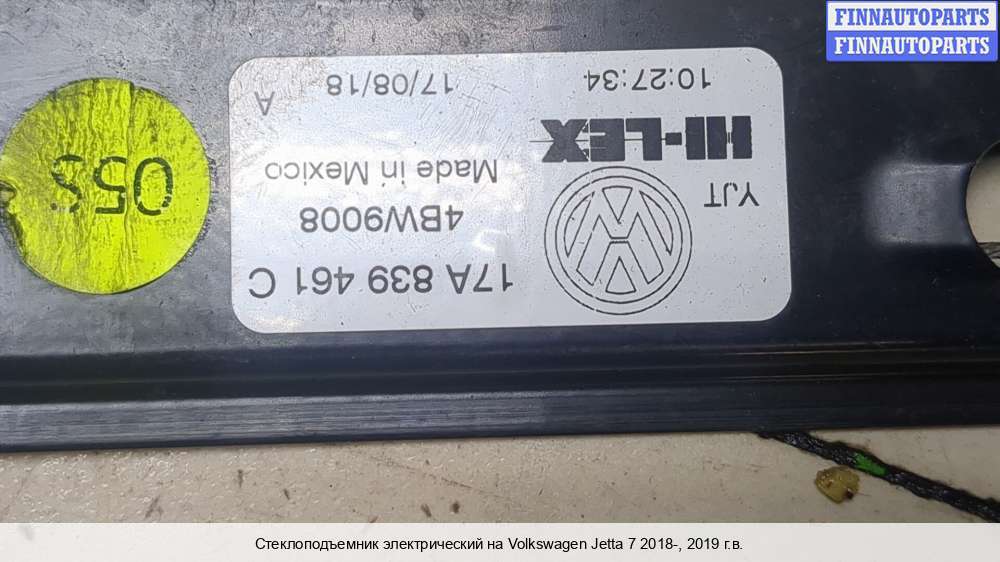 FINNAUTOPARTS
FINNAUTOPARTS
17A 839 461 C
4BW9008
Made in Mexico
YJT
HI-LEX
17/08/18
10:27:34
A
Стеклоподъемник электрический на Volkswagen Jetta 7 2018-, 2019 г.в.